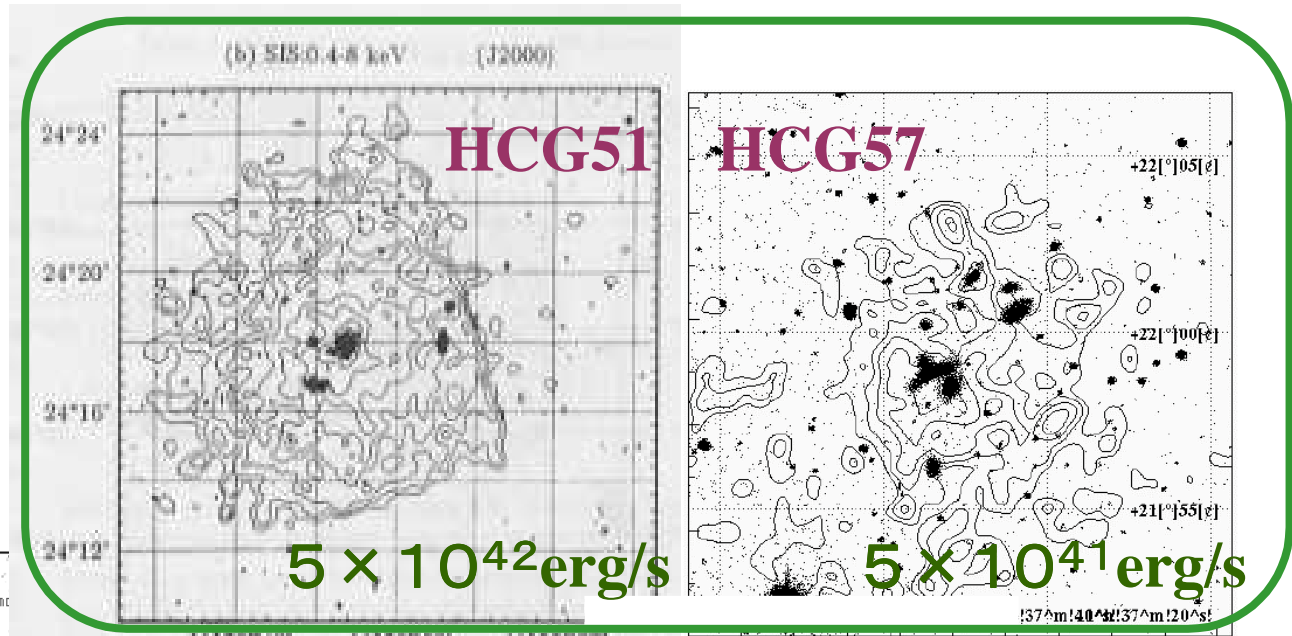 (b) SIS:0.4-8 keV (J2000)
HCG51
24°24'
24°20'
24°16'
24°12'
5×10⁴²erg/s
HCG57
+22[°]05[¢]
+22[°]00[¢]
+21[°]55[¢]
5×10⁴¹erg/s